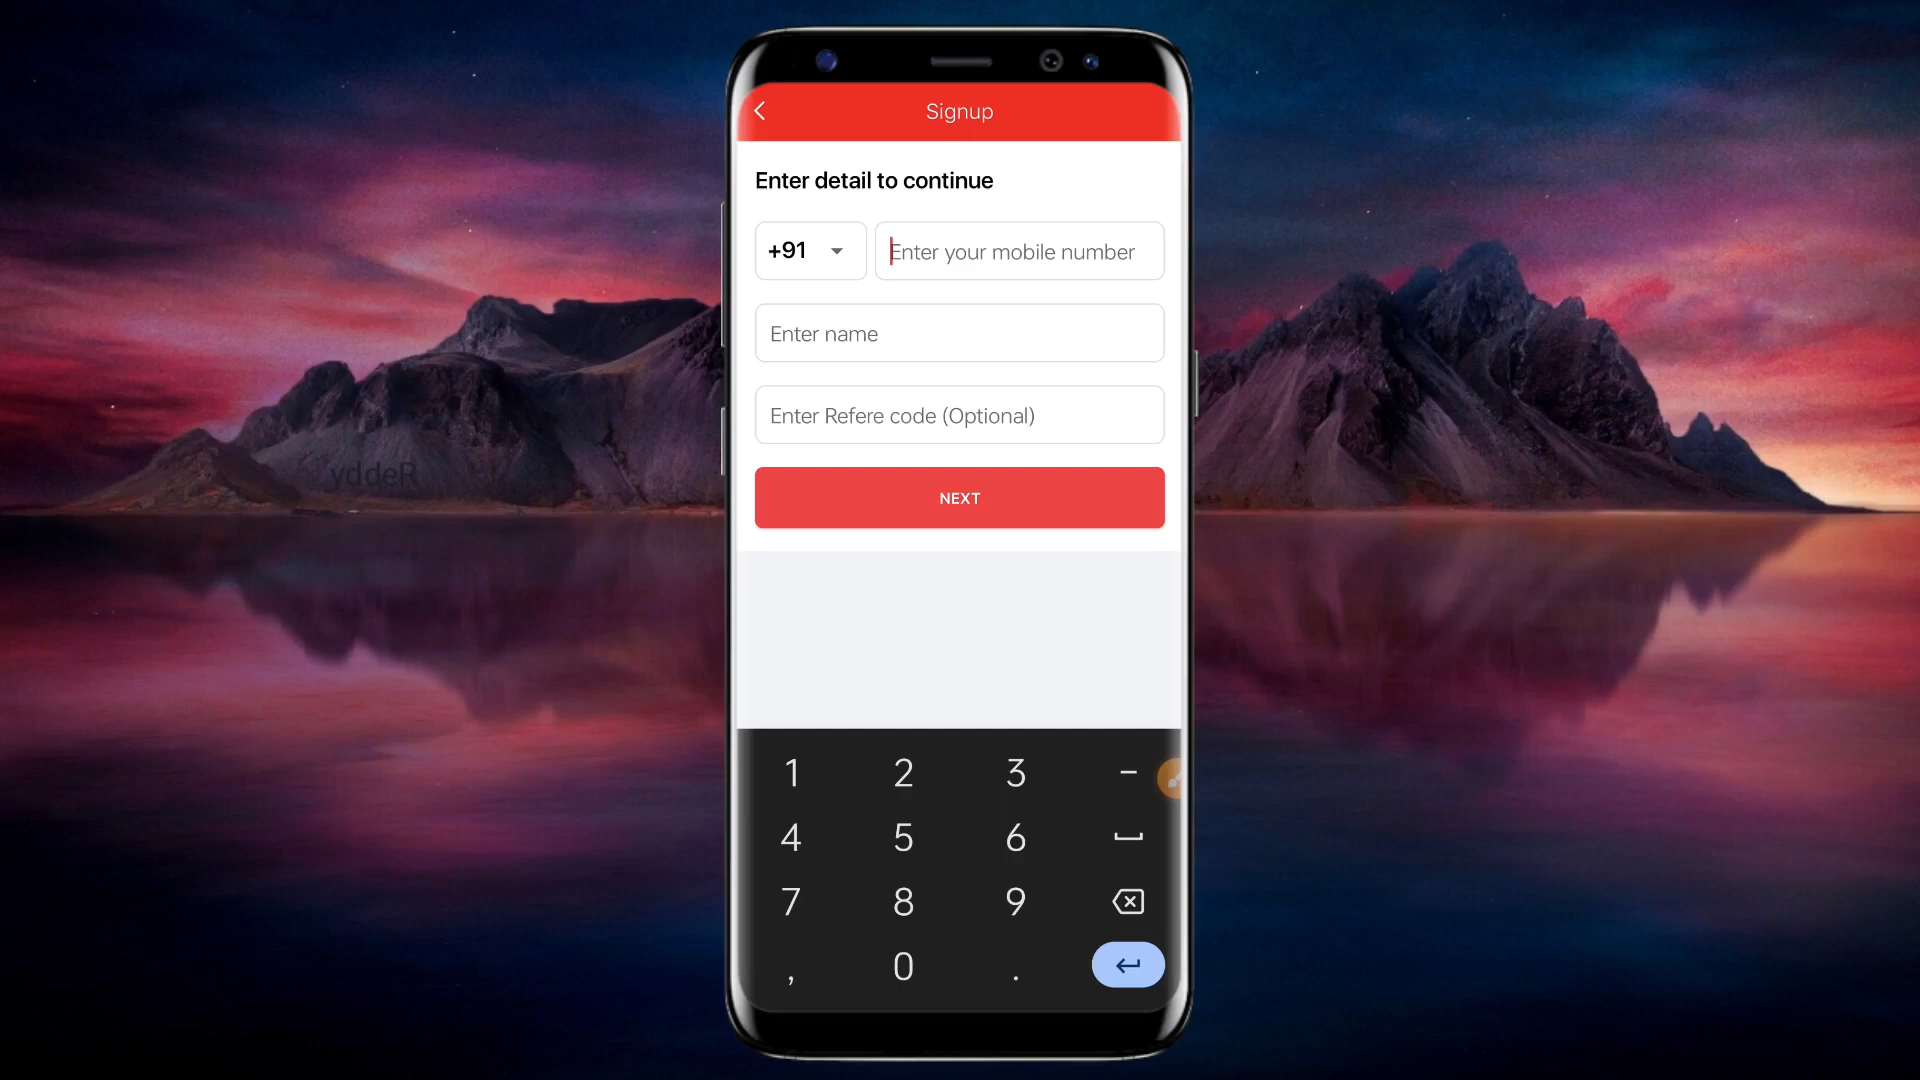 Signup
Enter detail to continue
+91 Enter your mobile number
Enter name
Enter Refere code (Optional)
NEXT
yddeR
1 2 3 -
4 5 6
7 8 9
, 0 .